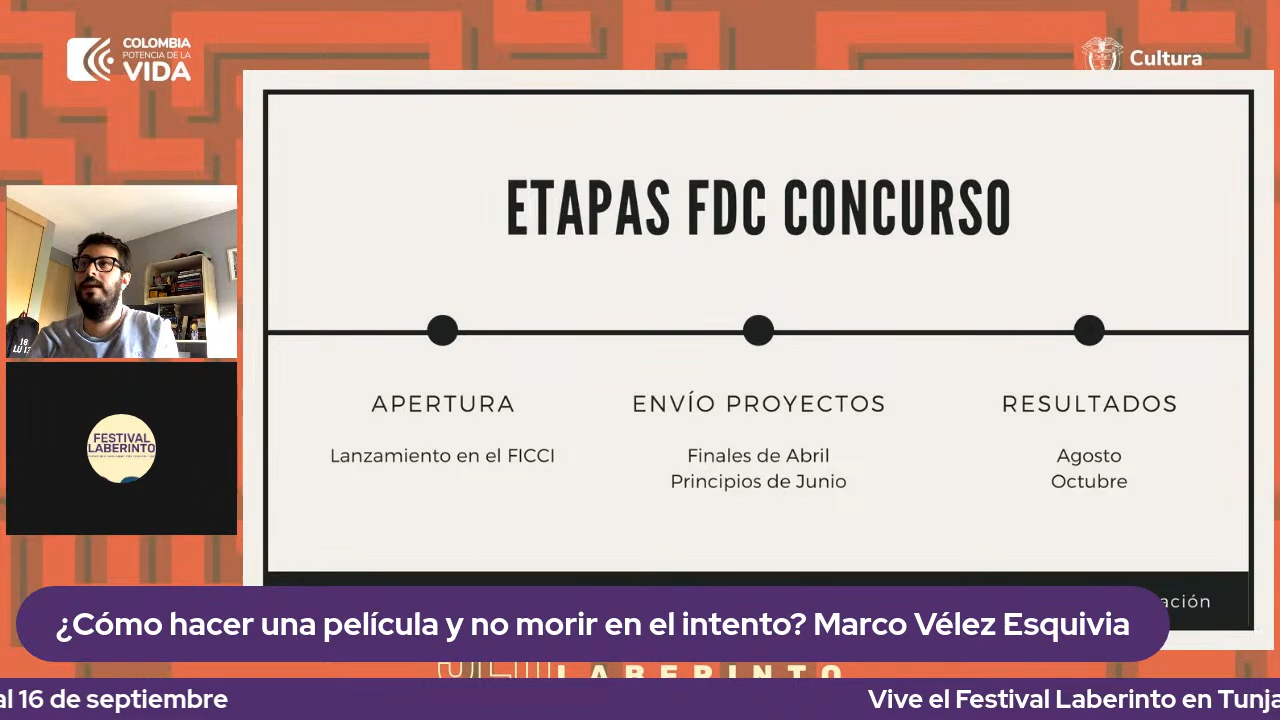 COLOMBIA
POTENCIA DE LA
VIDA
Cultura
ETAPAS FDC CONCURSO
APERTURA
Lanzamiento en el FICCI
ENVÍO PROYECTOS
Finales de Abril
Principios de Junio
RESULTADOS
Agosto
Octubre
FESTIVAL
LABERINTO
ación
¿Cómo hacer una película y no morir en el intento? Marco Vélez Esquivia
LABERINTO
al 16 de septiembre
Vive el Festival Laberinto en Tunja